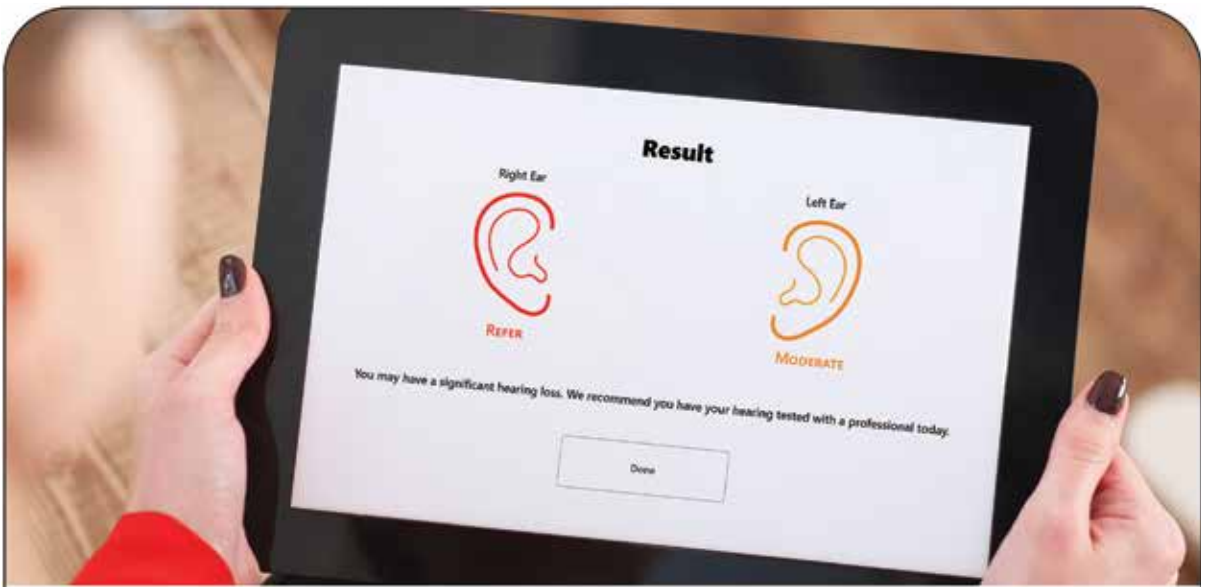 Result
Right Ear
Left Ear
REFER
MODERATE
You may have a significant hearing loss. We recommend you have your hearing tested with a professional today.
Done